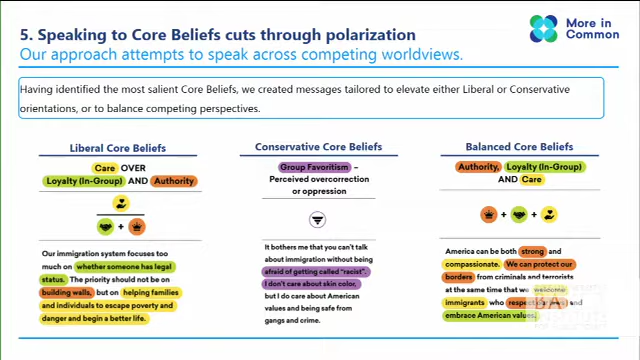 5. Speaking to Core Beliefs cuts through polarization
Our approach attempts to speak across competing worldviews.
More in
Common
Having identified the most salient Core Beliefs, we created messages tailored to elevate either Liberal or Conservative
orientations, or to balance competing perspectives.
Liberal Core Beliefs
Care OVER
Loyalty (In-Group) AND Authority
Our immigration system focuses too
much on whether someone has legal
status. The priority should not be on
building walls, but on helping families
and individuals to escape poverty and
danger and begin a better life.
Conservative Core Beliefs
Group Favoritism –
Perceived overcorrection
or oppression
It bothers me that you can't talk
about immigration without being
afraid of getting called "racist".
I don't care about skin color,
but I do care about American
values and being safe from
gangs and crime.
Balanced Core Beliefs
Authority, Loyalty (In-Group)
AND Care
America can be both strong and
compassionate. We can protect our
borders from criminals and terrorists
at the same time that we welcome
immigrants who respect and
embrace American values.